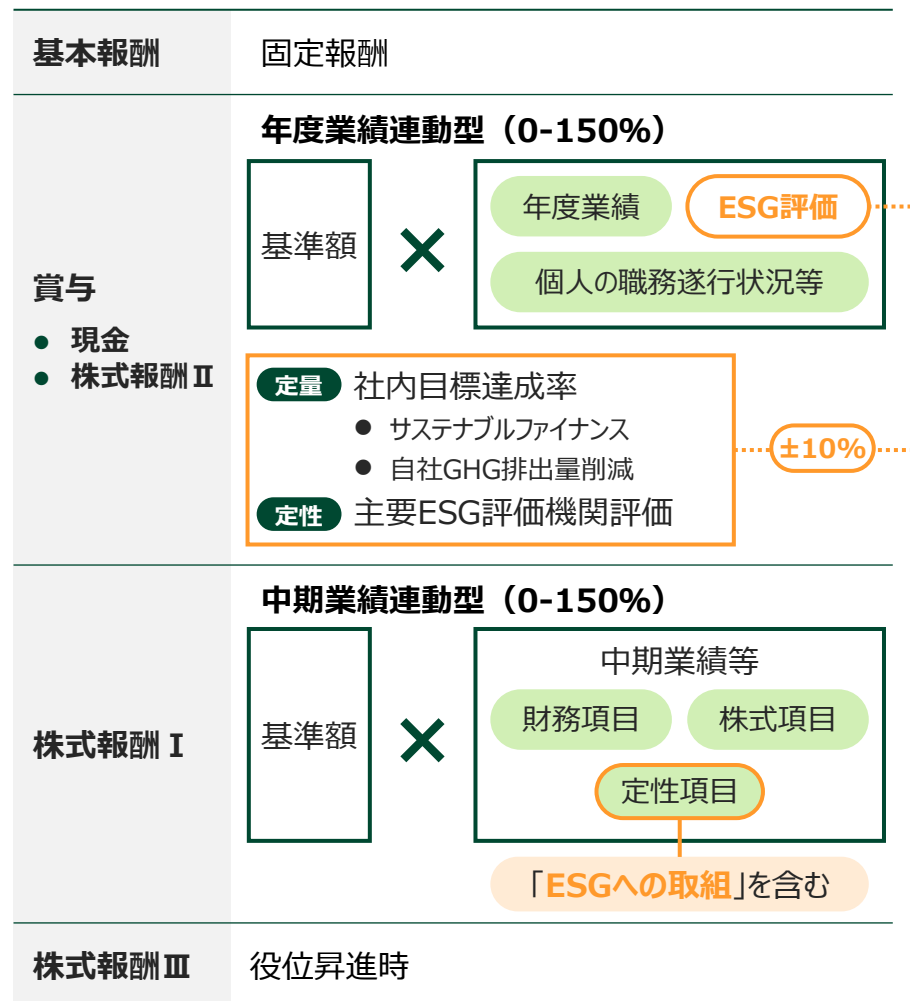 基本報酬
固定報酬
賞与
● 現金
● 株式報酬Ⅱ
年度業績連動型（0-150%）
基準額
×
年度業績
ESG評価
個人の職務遂行状況等
定量 社内目標達成率
● サステナブルファイナンス
● 自社GHG排出量削減
定性 主要ESG評価機関評価
±10%
株式報酬Ⅰ
中期業績連動型（0-150%）
基準額
×
中期業績等
財務項目
株式項目
定性項目
「ESGへの取組」を含む
株式報酬Ⅲ
役位昇進時